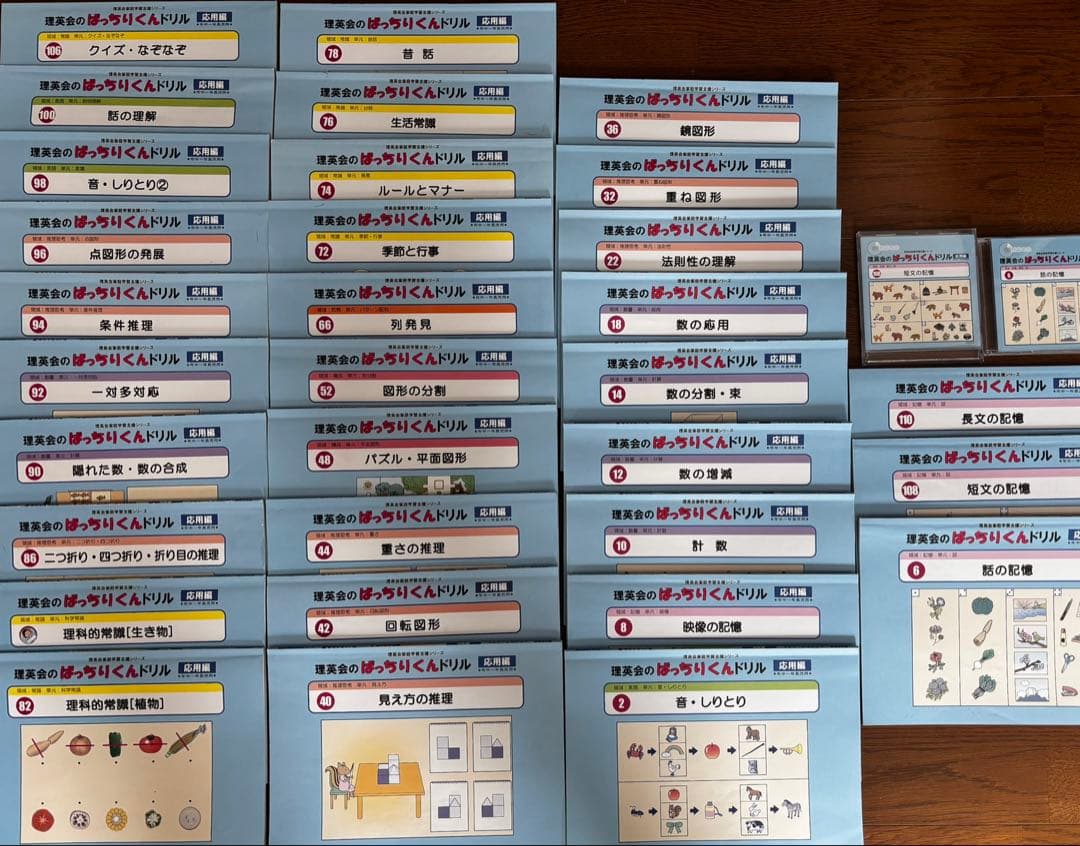 理英会のばっちりくんドリル 応用編
106 クイズ・なぞなぞ
理英会のばっちりくんドリル 応用編
100 話の理解
理英会のばっちりくんドリル 応用編
98 音・しりとり②
理英会のばっちりくんドリル 応用編
96 点図形の発展
理英会のばっちりくんドリル 応用編
94 条件推理
理英会のばっちりくんドリル 応用編
92 一対多対応
理英会のばっちりくんドリル 応用編
90 隠れた数・数の合成
理英会のばっちりくんドリル 応用編
86 二つ折り・四つ折り・折り目の推理
理英会のばっちりくんドリル 応用編
理科的常識[生き物]
理英会のばっちりくんドリル 応用編
82 理科的常識[植物]
理英会のばっちりくんドリル 応用編
78 昔話
理英会のばっちりくんドリル 応用編
76 生活常識
理英会のばっちりくんドリル 応用編
74 ルールとマナー
理英会のばっちりくんドリル 応用編
72 季節と行事
理英会のばっちりくんドリル 応用編
66 列発見
理英会のばっちりくんドリル 応用編
52 図形の分割
理英会のばっちりくんドリル 応用編
48 パズル・平面図形
理英会のばっちりくんドリル 応用編
44 重さの推理
理英会のばっちりくんドリル 応用編
42 回転図形
理英会のばっちりくんドリル 応用編
40 見え方の推理
理英会のばっちりくんドリル 応用編
36 鏡図形
理英会のばっちりくんドリル 応用編
32 重ね図形
理英会のばっちりくんドリル 応用編
22 法則性の理解
理英会のばっちりくんドリル 応用編
18 数の応用
理英会のばっちりくんドリル 応用編
14 数の分割・束
理英会のばっちりくんドリル 応用編
12 数の増減
理英会のばっちりくんドリル 応用編
10 計数
理英会のばっちりくんドリル 応用編
8 映像の記憶
理英会のばっちりくんドリル 応用編
2 音・しりとり
理英会のばっちりくんドリル
短文の記憶
理英会のばっちりくんドリル
話の記憶
理英会のばっちりくんドリル 応
110 長文の記憶
理英会のばっちりくんドリル 応
108 短文の記憶
理英会のばっちりくんドリル 応
6 話の記憶